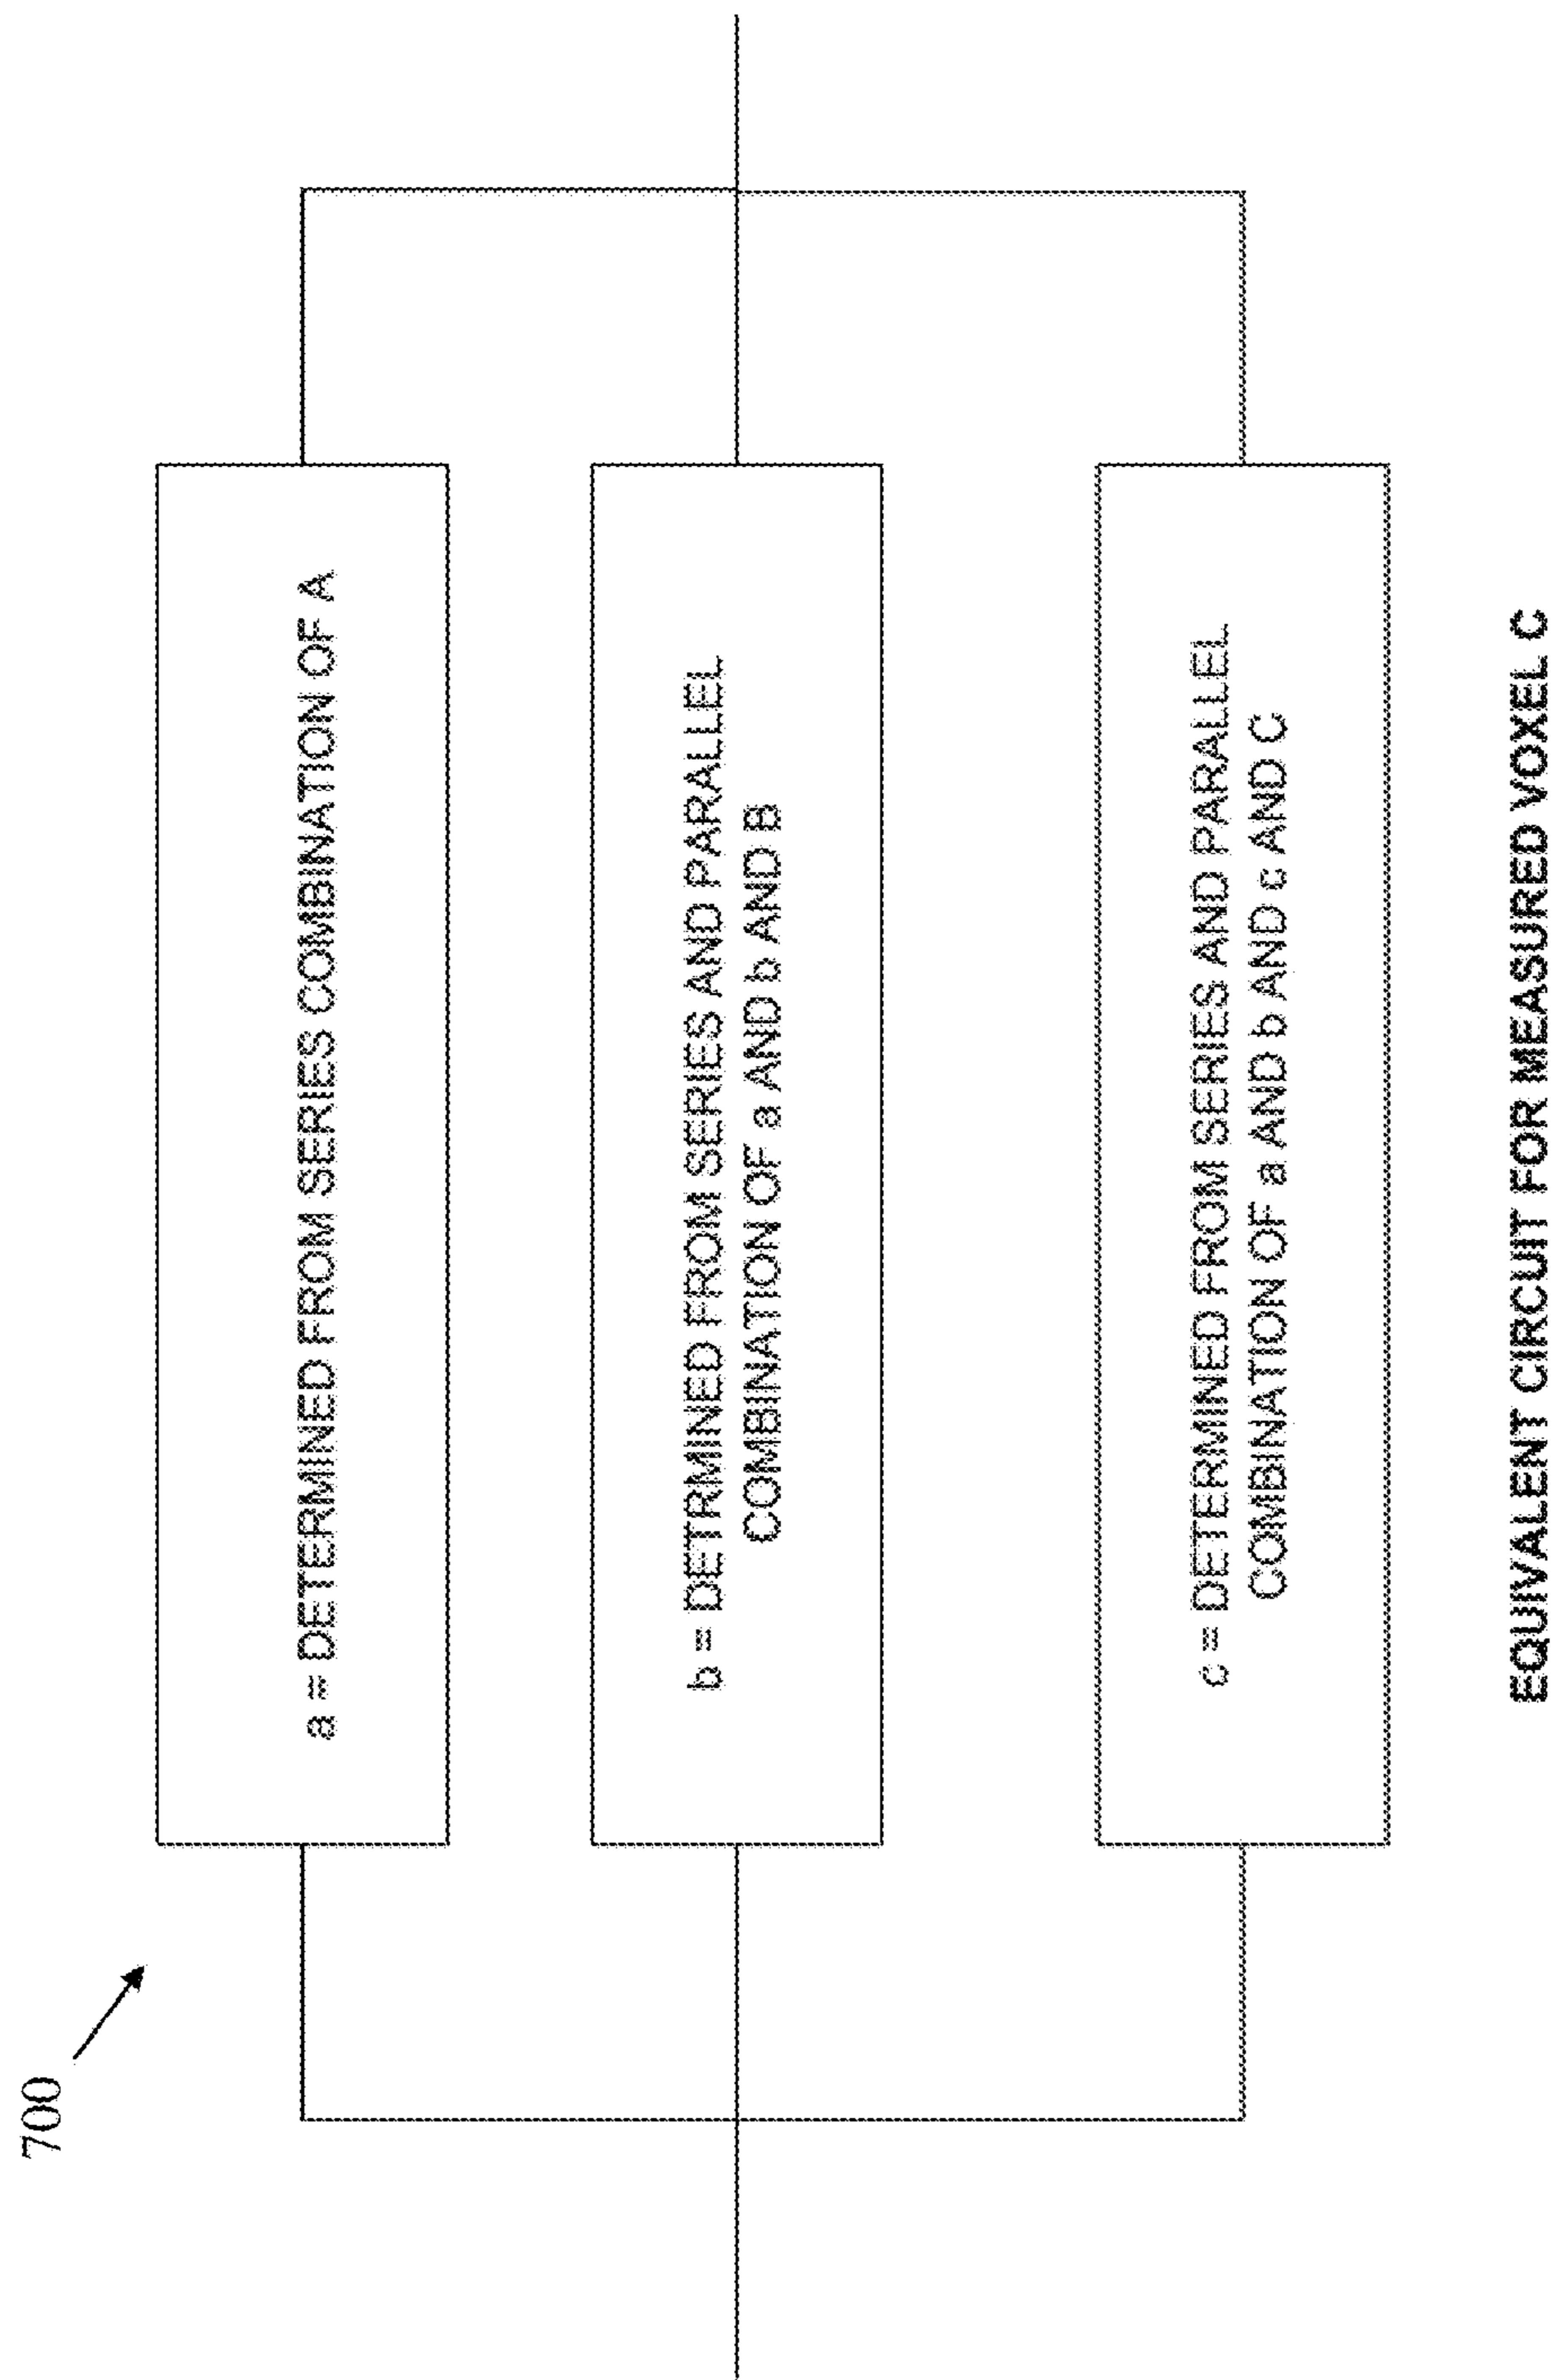 700
a = DETERMINED FROM SERIES COMBINATION OF A
b = DETRMINED FROM SERIES AND PARALLEL
COMBINATION OF a AND b AND B
c = DETERMINED FROM SERIES AND PARALLEL
COMBINATION OF a AND b AND c AND C
EQUIVALENT CIRCUIT FOR MEASURED VOXEL C